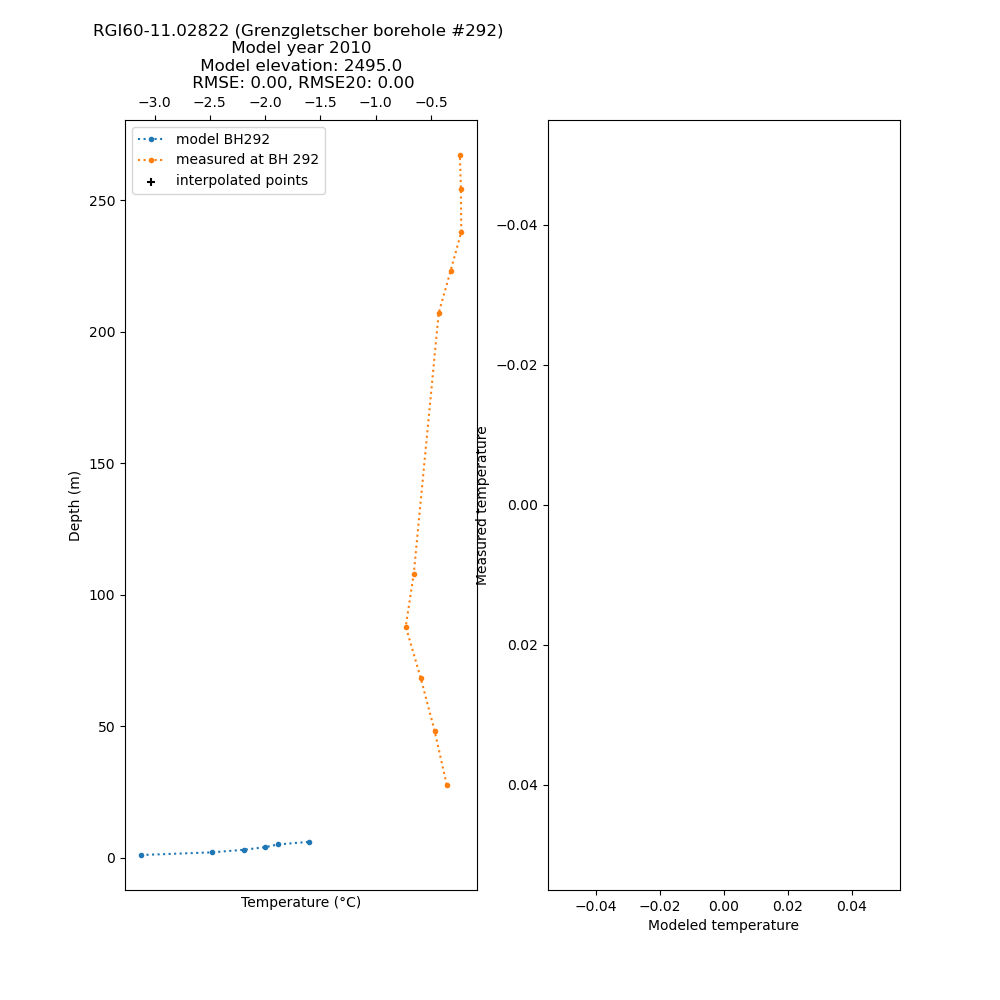 RGI60-11.02822 (Grenzgletscher borehole #292)
Model year 2010
Model elevation: 2495.0
RMSE: 0.00, RMSE20: 0.00
−3.0 −2.5 −2.0 −1.5 −1.0 −0.5
model BH292
measured at BH 292
interpolated points
250
200
150
100
50
0
Depth (m)
Temperature (°C)
−0.04
−0.02
0.00
0.02
0.04
Measured temperature
−0.04 −0.02 0.00 0.02 0.04
Modeled temperature